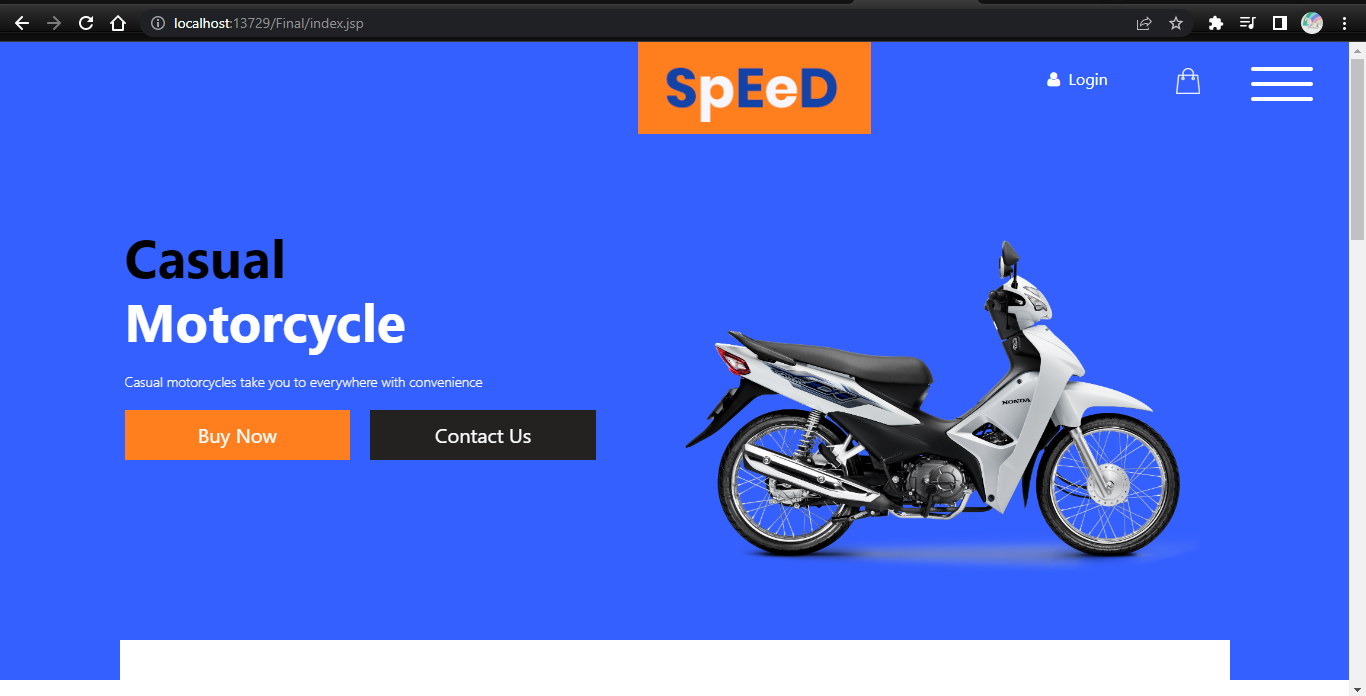 localhost:13729/Final/index.jsp
SpEeD
Login
Casual
Motorcycle
Casual motorcycles take you to everywhere with convenience
Buy Now
Contact Us
HONDA